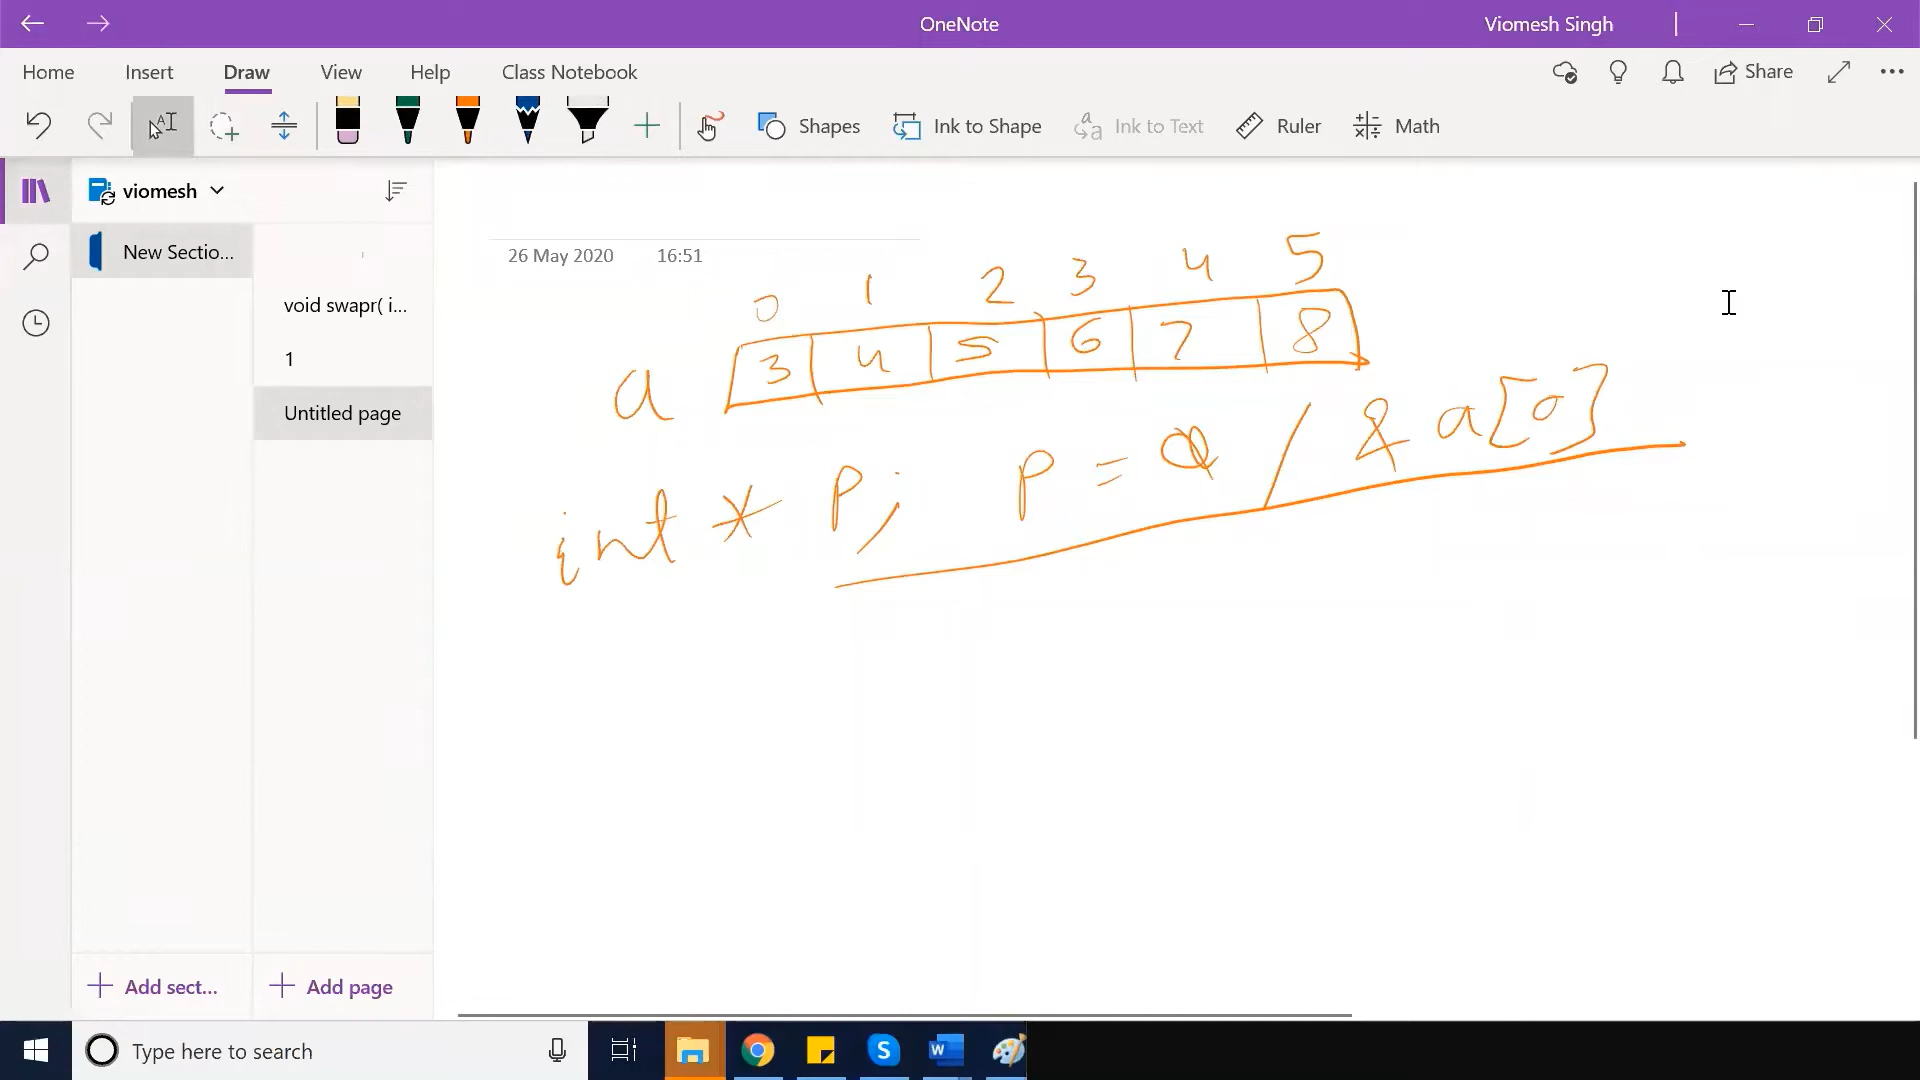 OneNote
Viomesh Singh
Home Insert Draw View Help Class Notebook
Share
Shapes Ink to Shape Ink to Text Ruler Math
viomesh
New Sectio...
void swapr( i...
1
Untitled page
26 May 2020 16:51
0 1 2 3 4 5
a 3 4 5 6 7 8
int * p; p = a / & a[0]
Add sect... Add page
Type here to search